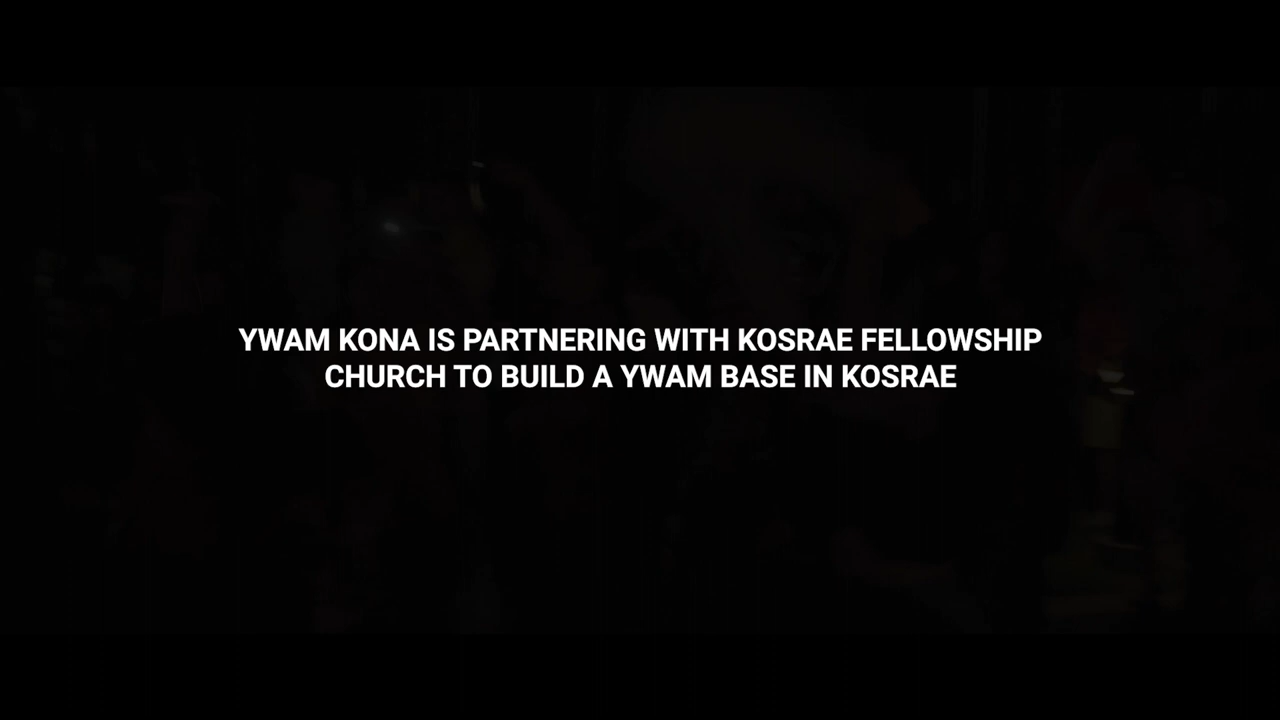 YWAM KONA IS PARTNERING WITH KOSRAE FELLOWSHIP
CHURCH TO BUILD A YWAM BASE IN KOSRAE